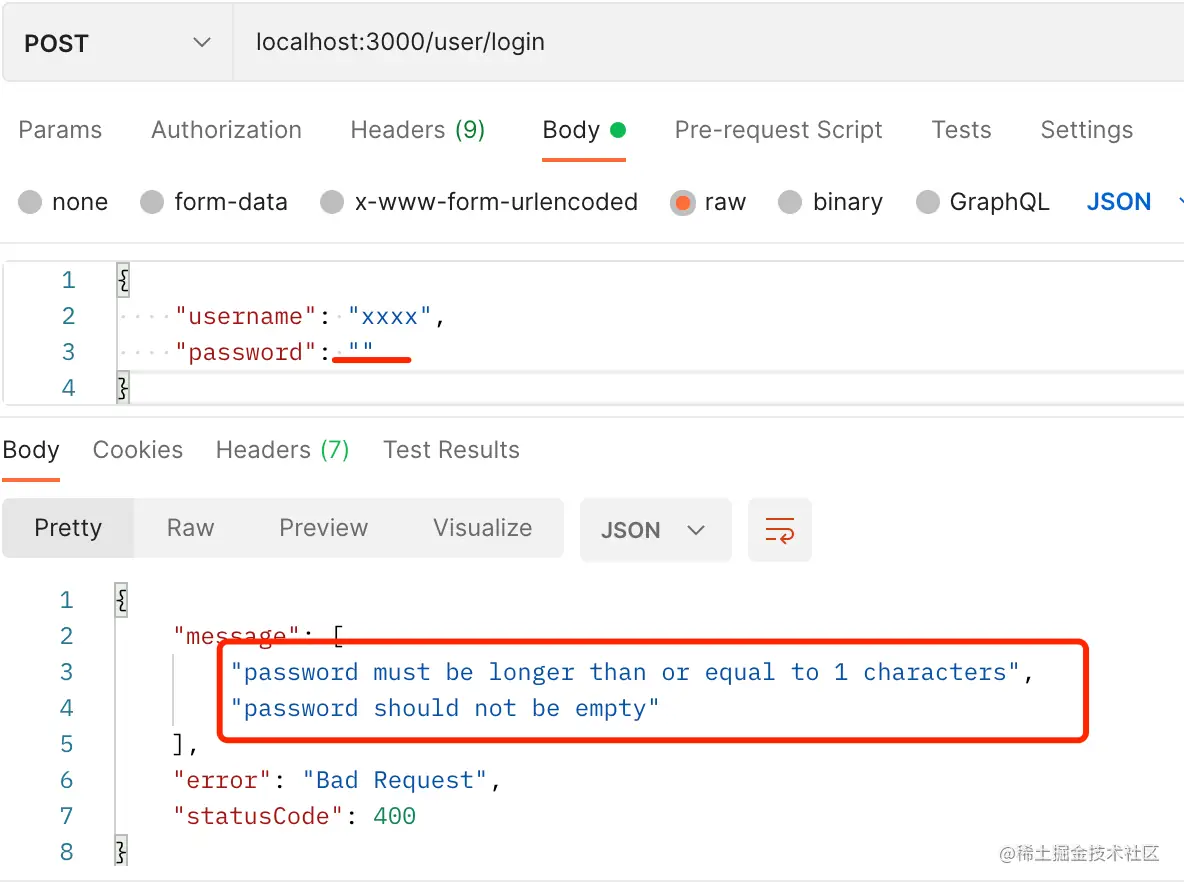 POST localhost:3000/user/login
Params Authorization Headers (9) Body Pre-request Script Tests Settings
none form-data x-www-form-urlencoded raw binary GraphQL JSON
1 {
2 ····"username":·"xxxx",
3 ····"password":·""
4 }
Body Cookies Headers (7) Test Results
Pretty Raw Preview Visualize JSON
1 {
2 "message": [
3 "password must be longer than or equal to 1 characters",
4 "password should not be empty"
5 ],
6 "error": "Bad Request",
7 "statusCode": 400
8 }
@稀土掘金技术社区